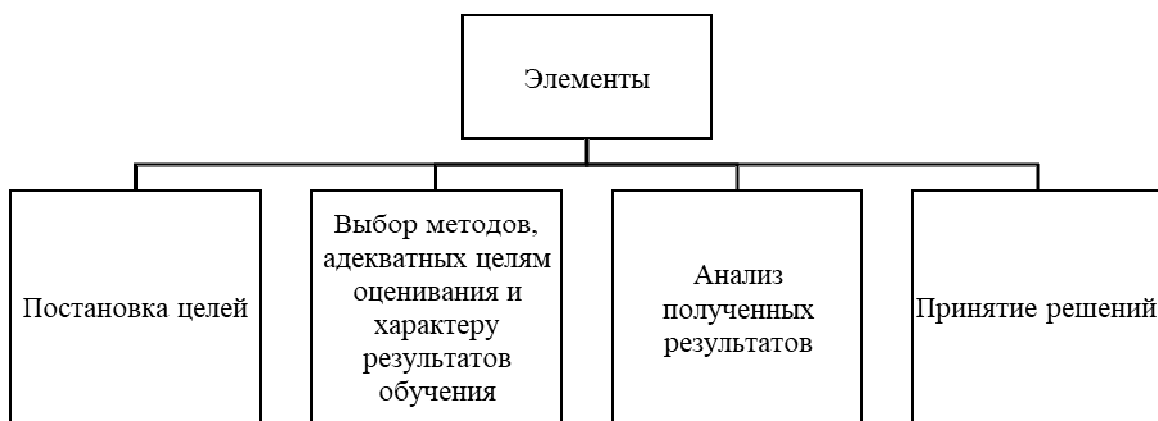 Элементы
Постановка целей
Выбор методов,
адекватных целям
оценивания и
характеру
результатов
обучения
Анализ
полученных
результатов
Принятие решений